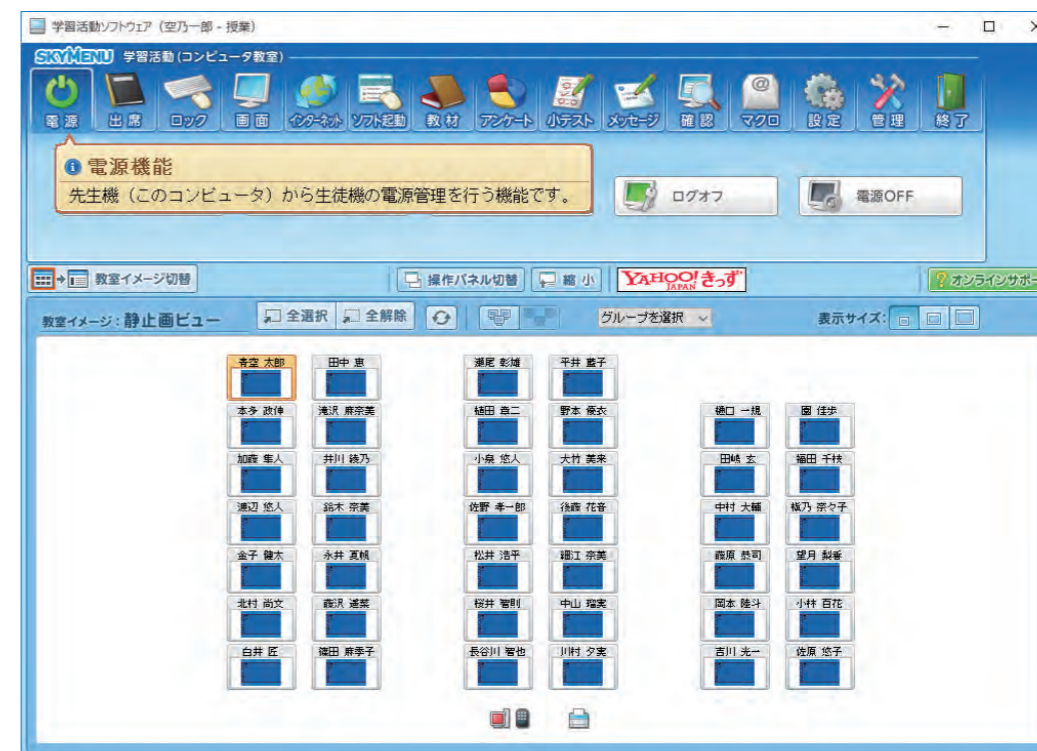 学習活動ソフトウェア (空乃一郎 - 授業)
SKYMENU 学習活動(コンピュータ教室)
電源 出席 ロック 画面 インターネット ソフト起動 教材 アンケート 小テスト メッセージ 確認 マクロ 設定 管理 終了
電源機能
先生機（このコンピュータ）から生徒機の電源管理を行う機能です。
ログオフ 電源OFF
教室イメージ切替 操作パネル切替 縮小 YAHOO! JAPAN きっず ? オンラインサポー
教室イメージ：静止画ビュー 全選択 全解除 グループを選択 表示サイズ:
青空 太郎 田中 恵 瀬尾 彰雄 平井 藍子
本多 政伸 滝沢 麻奈美 植田 章二 野本 優衣 樋口 一規 園 佳歩
加藤 隼人 井川 綾乃 小泉 悠人 大竹 美来 田嶋 玄 福田 千扶
渡辺 悠人 鈴木 奈美 佐野 孝一郎 後藤 花音 中村 大輔 槙乃 奈々子
金子 健太 永井 真帆 松井 浩平 細江 奈美 藤原 恭司 望月 梨香
北村 尚文 藤沢 遥菜 桜井 智則 中山 瑠実 岡本 陸斗 小林 百花
白井 匠 篠田 麻季子 長谷川 智也 川村 夕実 吉川 光一 佐原 悠子